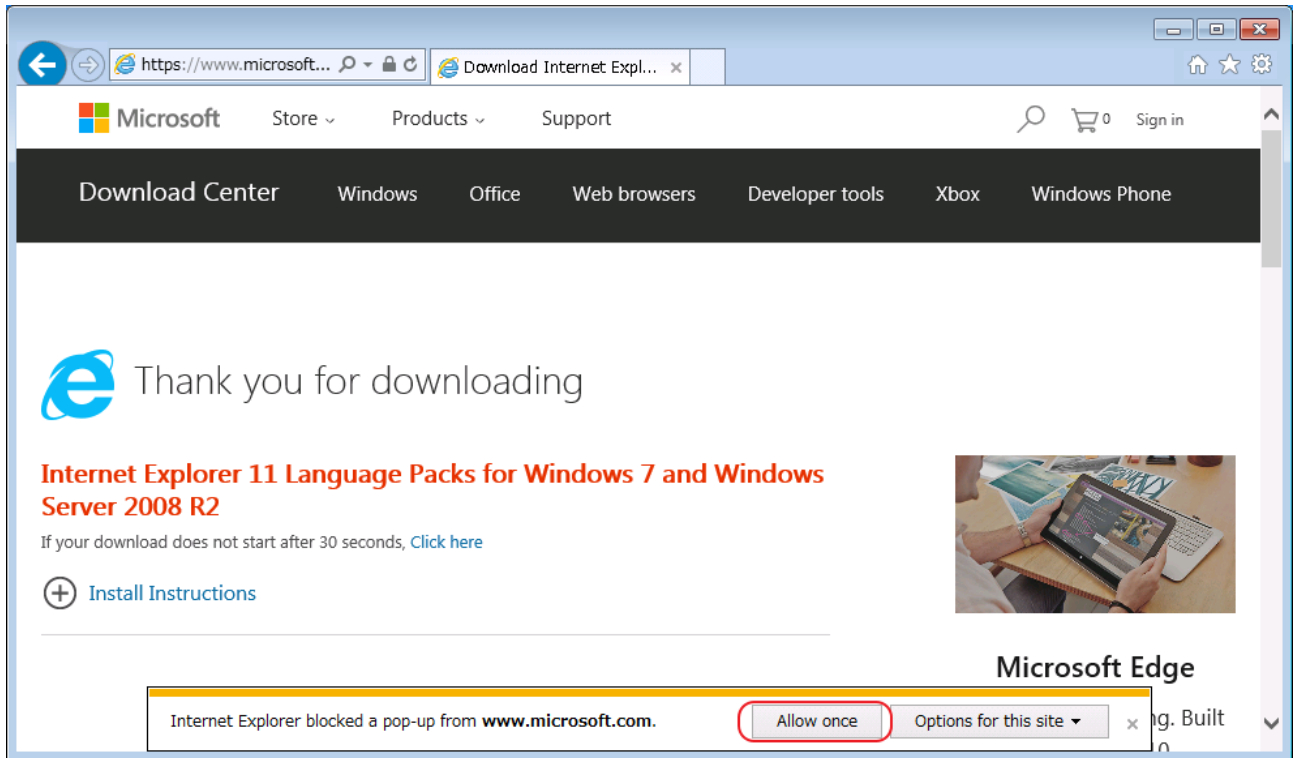 https://www.microsoft...
Download Internet Expl...
Microsoft
Store
Products
Support
0
Sign in
Download Center
Windows
Office
Web browsers
Developer tools
Xbox
Windows Phone
Thank you for downloading
Internet Explorer 11 Language Packs for Windows 7 and Windows
Server 2008 R2
If your download does not start after 30 seconds, Click here
Install Instructions
Microsoft Edge
Internet Explorer blocked a pop-up from www.microsoft.com.
Allow once
Options for this site
ng. Built